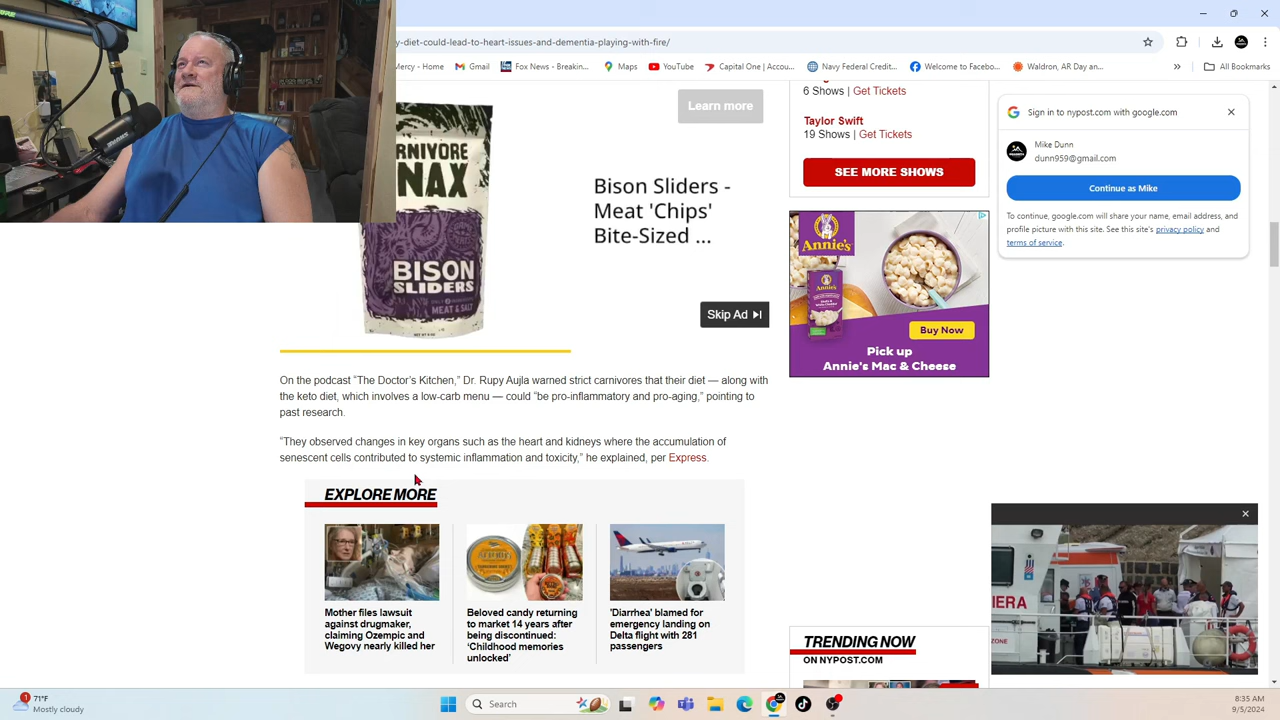 y-diet-could-lead-to-heart-issues-and-dementia-playing-with-fire/
Mercy - Home
Gmail
Fox News - Breakin...
Maps
YouTube
Capital One | Accou...
Navy Federal Credit...
Welcome to Facebo...
Waldron, AR Day an...
»
All Bookmarks
RNIVORE
NAX
BISON
SLIDERS
MEAT & SALT
Learn more
Bison Sliders -
Meat 'Chips'
Bite-Sized ...
Skip Ad
6 Shows | Get Tickets
Taylor Swift
19 Shows | Get Tickets
SEE MORE SHOWS
Sign in to nypost.com with google.com
Mike Dunn
dunn959@gmail.com
Continue as Mike
To continue, google.com will share your name, email address, and
profile picture with this site. See this site's privacy policy and
terms of service.
Annie's
Annie's
Buy Now
Pick up
Annie's Mac & Cheese
On the podcast “The Doctor’s Kitchen,” Dr. Rupy Aujla warned strict carnivores that their diet — along with
the keto diet, which involves a low-carb menu — could “be pro-inflammatory and pro-aging,” pointing to
past research.
“They observed changes in key organs such as the heart and kidneys where the accumulation of
senescent cells contributed to systemic inflammation and toxicity,” he explained, per Express.
EXPLORE MORE
Mother files lawsuit
against drugmaker,
claiming Ozempic and
Wegovy nearly killed her
Beloved candy returning
to market 14 years after
being discontinued:
‘Childhood memories
unlocked’
'Diarrhea' blamed for
emergency landing on
Delta flight with 281
passengers
IERA
ZONE
TRENDING NOW
ON NYPOST.COM
1
71°F
Mostly cloudy
Search
8:35 AM
9/5/2024